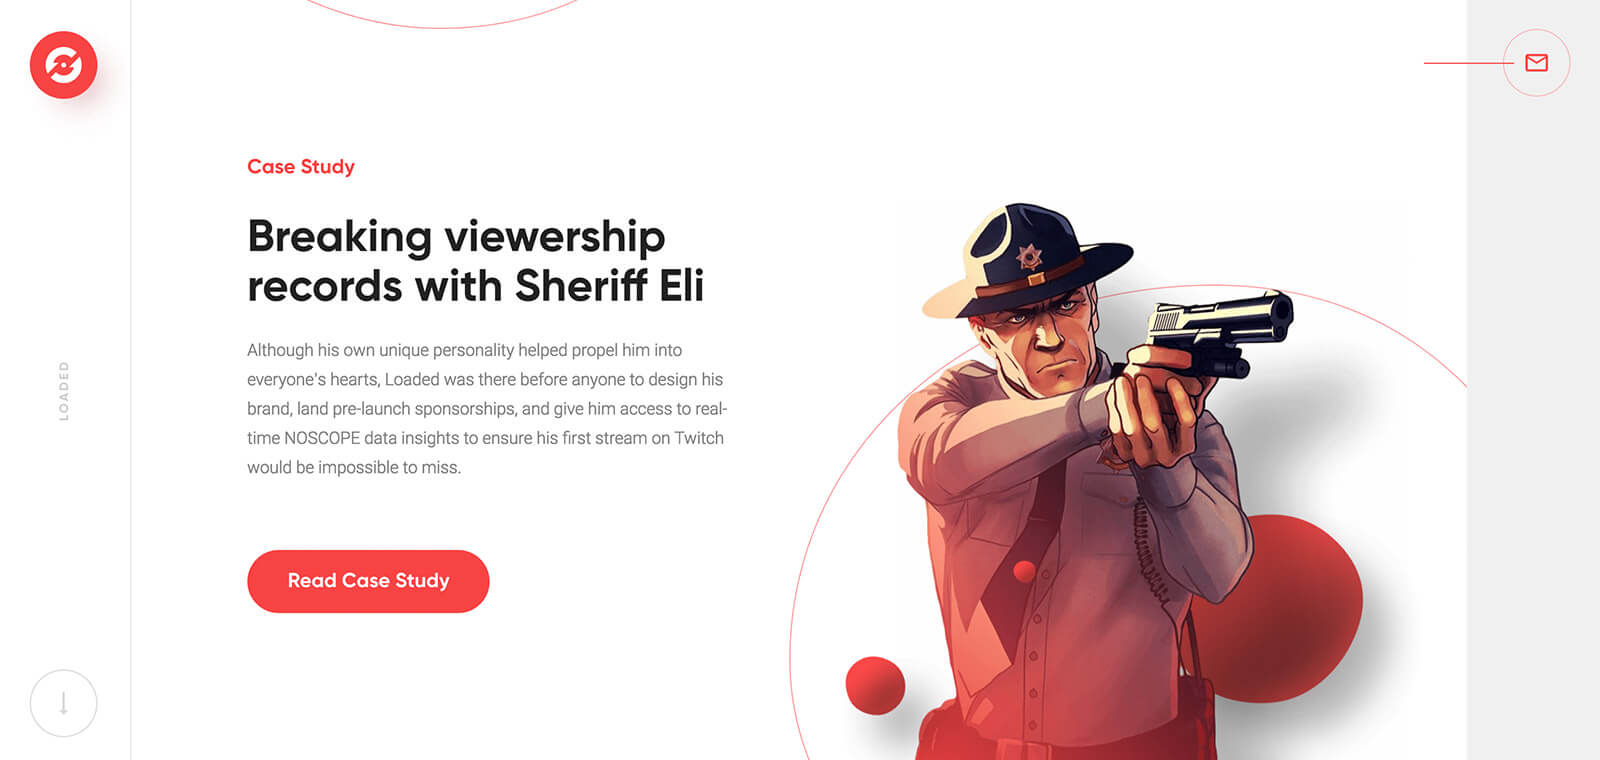 Case Study
Breaking viewership
records with Sheriff Eli
Although his own unique personality helped propel him into
everyone's hearts, Loaded was there before anyone to design his
brand, land pre-launch sponsorships, and give him access to real-
time NOSCOPE data insights to ensure his first stream on Twitch
would be impossible to miss.
LOADED
Read Case Study